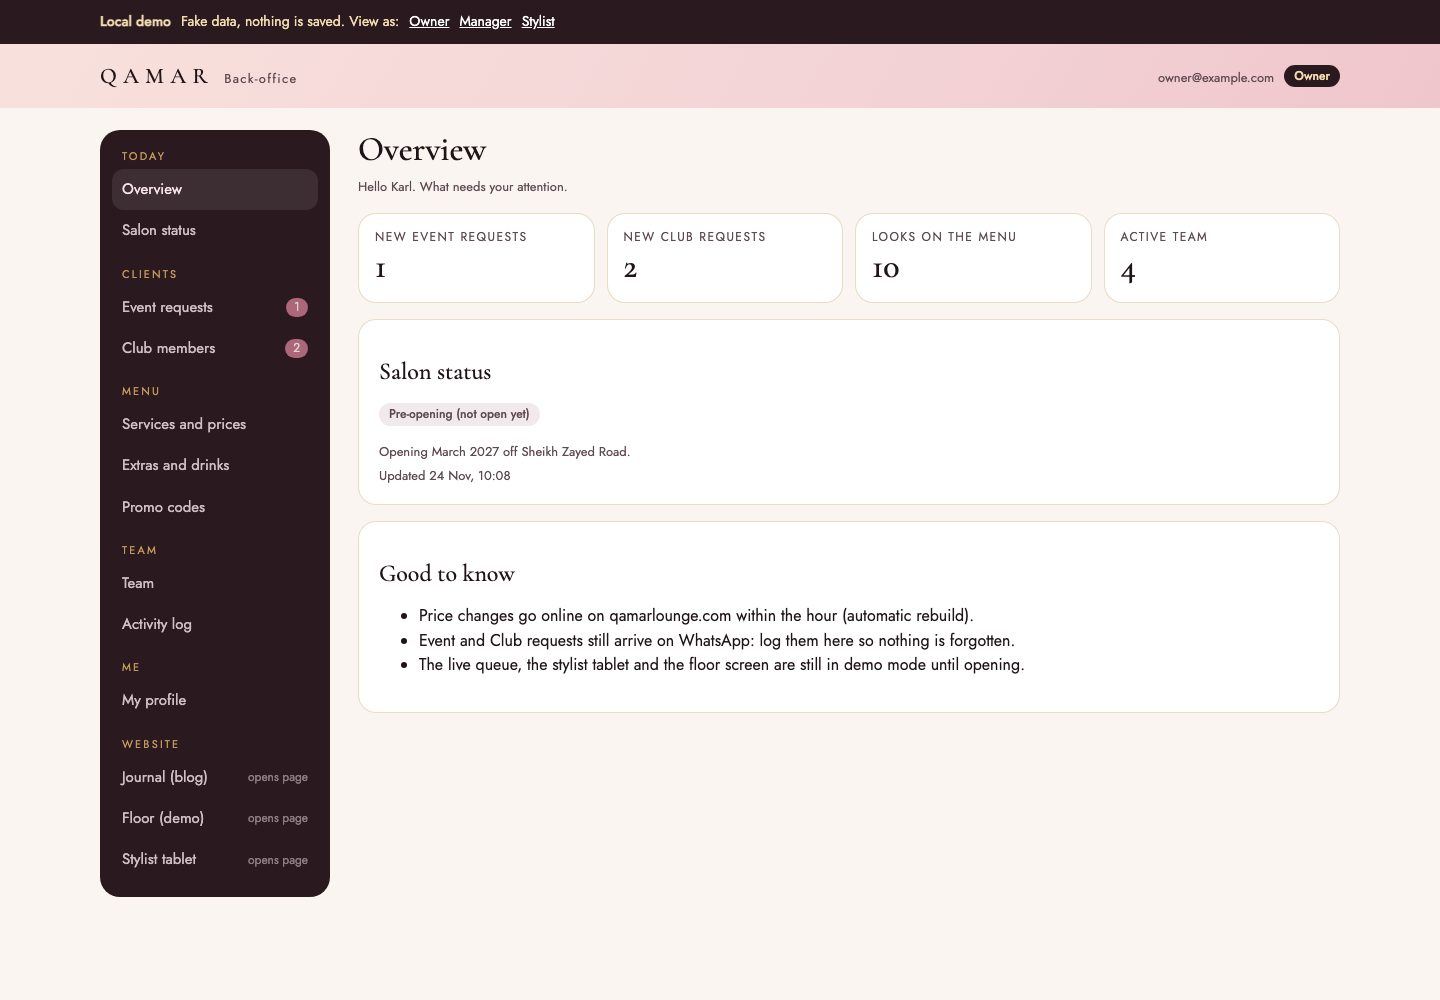 Local demo Fake data, nothing is saved. View as: Owner Manager Stylist
QAMAR Back-office
owner@example.com Owner
TODAY
Overview
Salon status
CLIENTS
Event requests 1
Club members 2
MENU
Services and prices
Extras and drinks
Promo codes
TEAM
Team
Activity log
ME
My profile
WEBSITE
Journal (blog) opens page
Floor (demo) opens page
Stylist tablet opens page
Overview
Hello Karl. What needs your attention.
NEW EVENT REQUESTS
1
NEW CLUB REQUESTS
2
LOOKS ON THE MENU
10
ACTIVE TEAM
4
Salon status
Pre-opening (not open yet)
Opening March 2027 off Sheikh Zayed Road.
Updated 24 Nov, 10:08
Good to know
• Price changes go online on qamarlounge.com within the hour (automatic rebuild).
• Event and Club requests still arrive on WhatsApp: log them here so nothing is forgotten.
• The live queue, the stylist tablet and the floor screen are still in demo mode until opening.